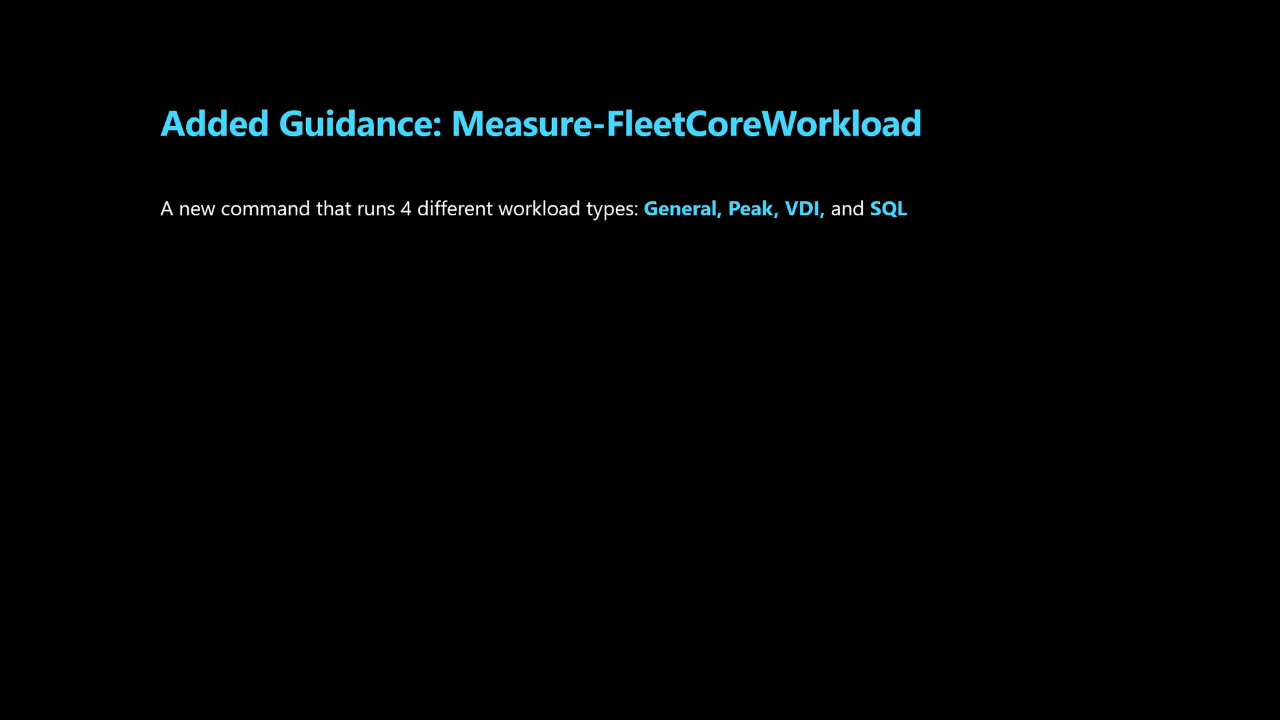 Added Guidance: Measure-FleetCoreWorkload
A new command that runs 4 different workload types: General, Peak, VDI, and SQL